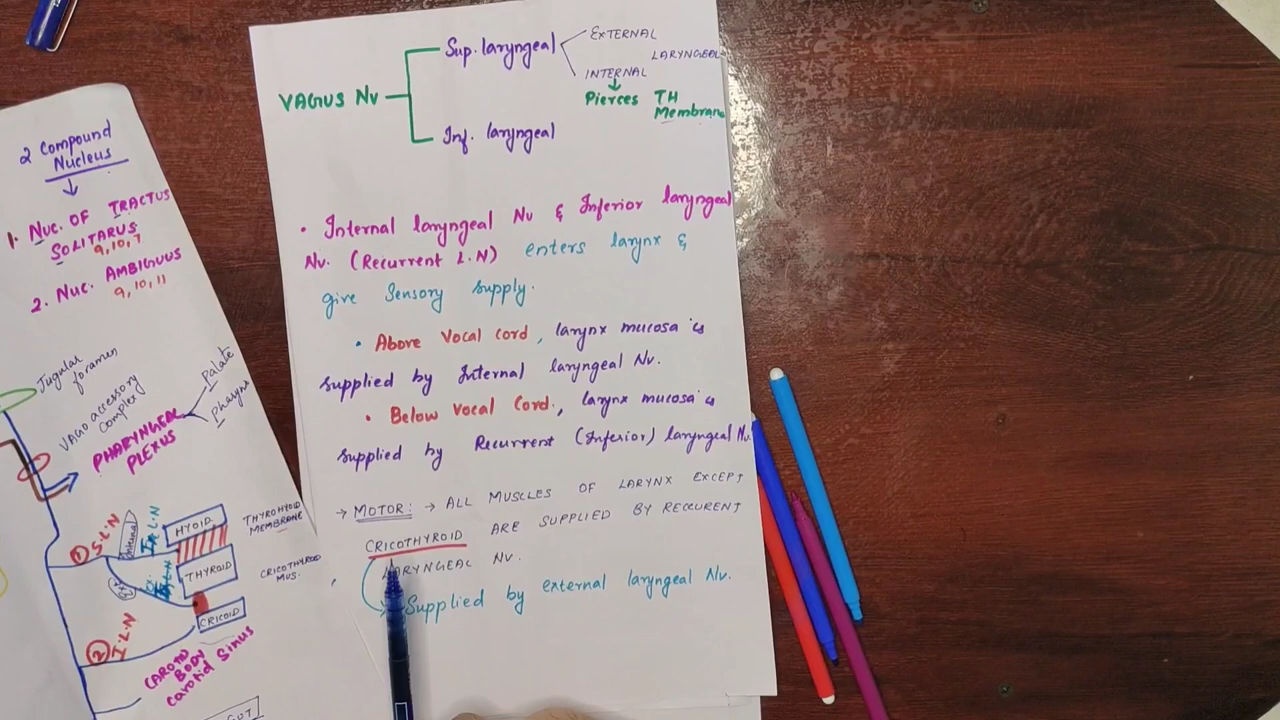 2 Compound
Nucleus
1. Nuc. OF TRACTUS
SOLITARUS
9,10,7
2. Nuc. AMBIGUUS
9, 10, 11
Jugular
foramen
VAGO accessory
Complex
PHARYNGEAL
PLEXUS
Palate
Pharynx
① S.L.N
I.L.N
HYOID
THYROHYOID
MEMBRANE
THYROID
CRICOTHYROID
MUS.
CRICOID
② I.L.N
CAROTID
BODY
Carotid Sinus
VAGUS Nv
Sup. laryngeal
EXTERNAL
LARYNGEAL
INTERNAL
Pierces TH
Membrane
Inf. laryngeal
• Internal laryngeal Nv & Inferior laryngeal
Nv. (Recurrent L.N) enters larynx &
give Sensory supply.
• Above Vocal cord, larynx mucosa is
supplied by Internal laryngeal Nv.
• Below Vocal Cord, larynx mucosa is
supplied by Recurrent (Inferior) laryngeal Nv.
→ MOTOR: → ALL MUSCLES OF LARYNX EXCEPT
CRICOTHYROID ARE SUPPLIED BY RECCURENT
LARYNGEAL NV.
Supplied by external laryngeal Nv.